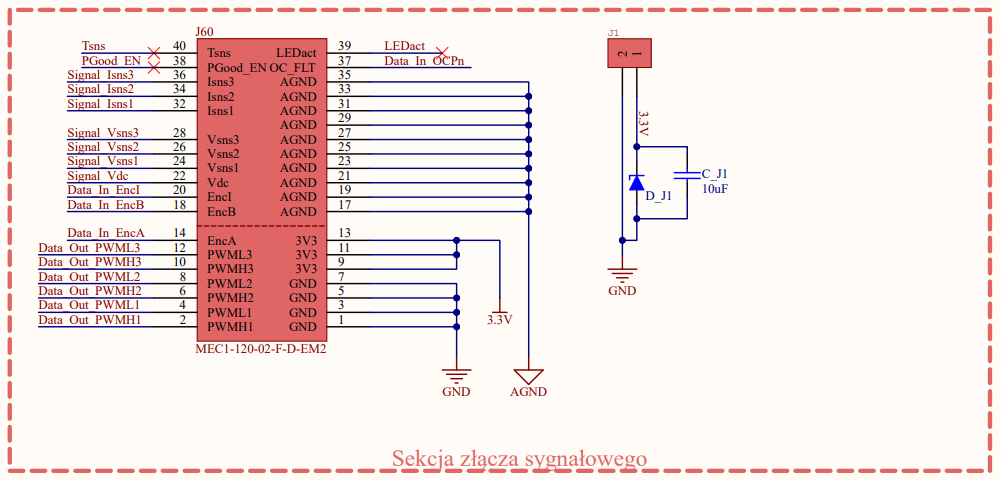 J60
Tsns 40 Tsns LEDact 39 LEDact
PGood_EN 38 PGood_EN OC_FLT 37 Data_In_OCPn
Signal_Isns3 36 Isns3 AGND 35
Signal_Isns2 34 Isns2 AGND 33
Signal_Isns1 32 Isns1 AGND 31
AGND 29
Signal_Vsns3 28 Vsns3 AGND 27
Signal_Vsns2 26 Vsns2 AGND 25
Signal_Vsns1 24 Vsns1 AGND 23
Signal_Vdc 22 Vdc AGND 21
Data_In_EncI 20 EncI AGND 19
Data_In_EncB 18 EncB AGND 17
Data_In_EncA 14 EncA 3V3 13
Data_Out_PWML3 12 PWML3 3V3 11
Data_Out_PWMH3 10 PWMH3 3V3 9
Data_Out_PWML2 8 PWML2 GND 7
Data_Out_PWMH2 6 PWMH2 GND 5
Data_Out_PWML1 4 PWML1 GND 3
Data_Out_PWMH1 2 PWMH1 GND 1
MEC1-120-02-F-D-EM2
3.3V
GND
AGND
J1
2 1
3.3V
C_J1
10uF
D_J1
GND
Sekcja złącza sygnałowego